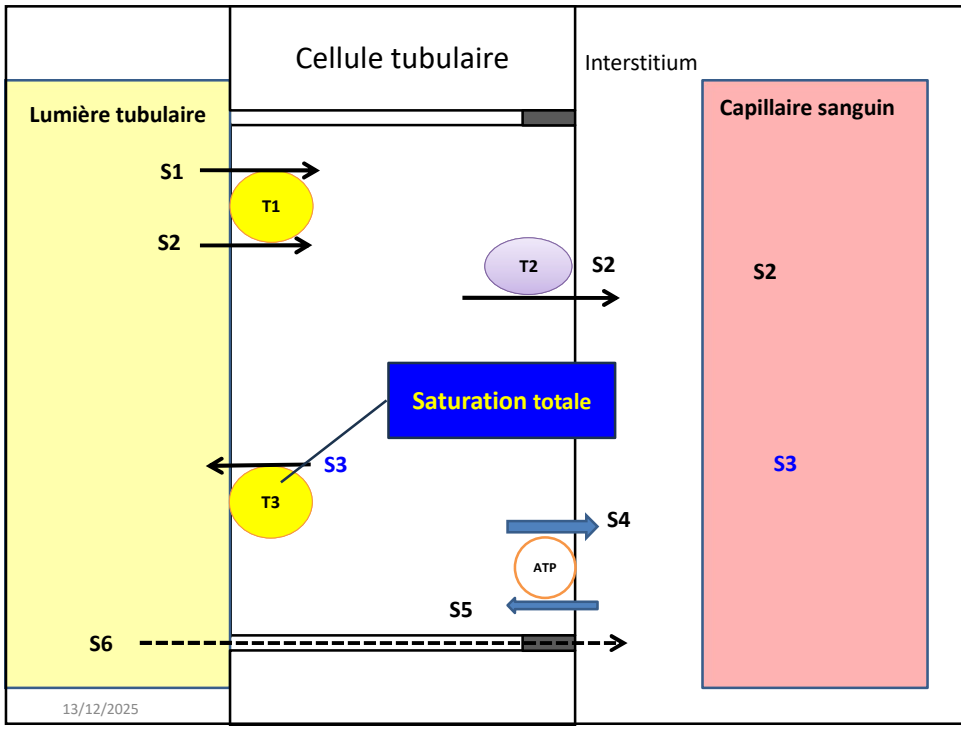 Cellule tubulaire
Interstitium
Lumière tubulaire
Capillaire sanguin
S1
T1
S2
T2
S2
S2
Saturation totale
S3
S3
T3
S4
ATP
S5
S6
13/12/2025